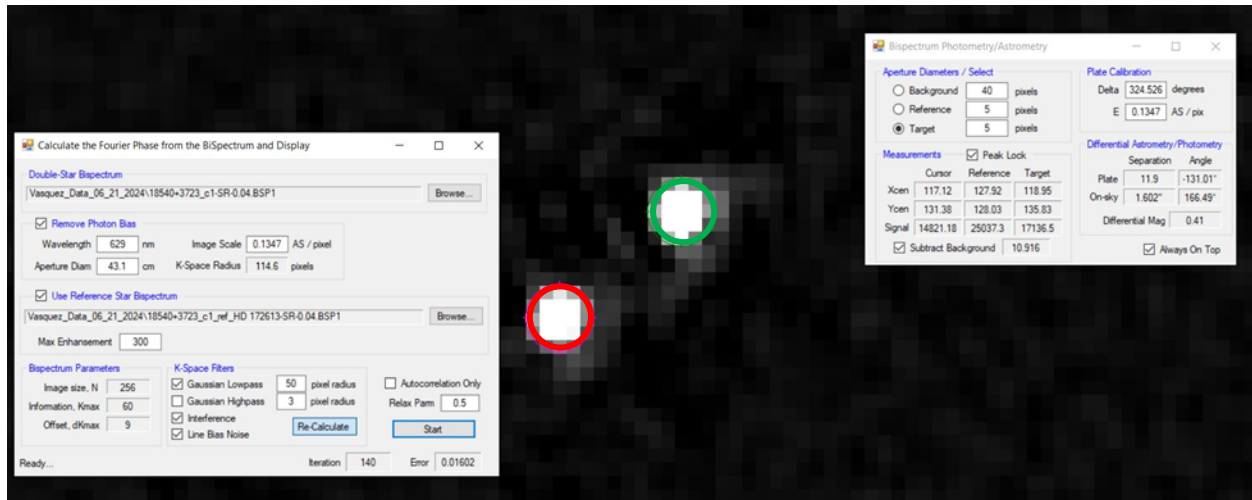 Calculate the Fourier Phase from the BiSpectrum and Display
Double-Star Bispectrum
Vasquez_Data_06_21_2024\18540+3723_c1-SR-0.04.BSP1 Browse...
Remove Photon Bias
Wavelength 629 nm Image Scale 0.1347 AS / pixel
Aperture Diam 43.1 cm K-Space Radius 114.6 pixels
Use Reference Star Bispectrum
Vasquez_Data_06_21_2024\18540+3723_c1_ref_HD 172613-SR-0.04.BSP1 Browse...
Max Enhansement 300
Bispectrum Parameters
Image size, N 256
Information, Kmax 60
Offset, dKmax 9
K-Space Filters
Gaussian Lowpass 50 pixel radius
Gaussian Highpass 3 pixel radius
Interference
Line Bias Noise
Re-Calculate
Autocorrelation Only
Relax Parm 0.5
Start
Ready... Iteration 140 Error 0.01602
Bispectrum Photometry/Astrometry
Aperture Diameters / Select
Background 40 pixels
Reference 5 pixels
Target 5 pixels
Plate Calibration
Delta 324.526 degrees
E 0.1347 AS / pix
Measurements Peak Lock
Cursor Reference Target
Xcen 117.12 127.92 118.95
Ycen 131.38 128.03 135.83
Signal 14821.18 25037.3 17136.5
Subtract Background 10.916
Differential Astrometry/Photometry
Separation Angle
Plate 11.9 -131.01°
On-sky 1.602" 166.49°
Differential Mag 0.41
Always On Top